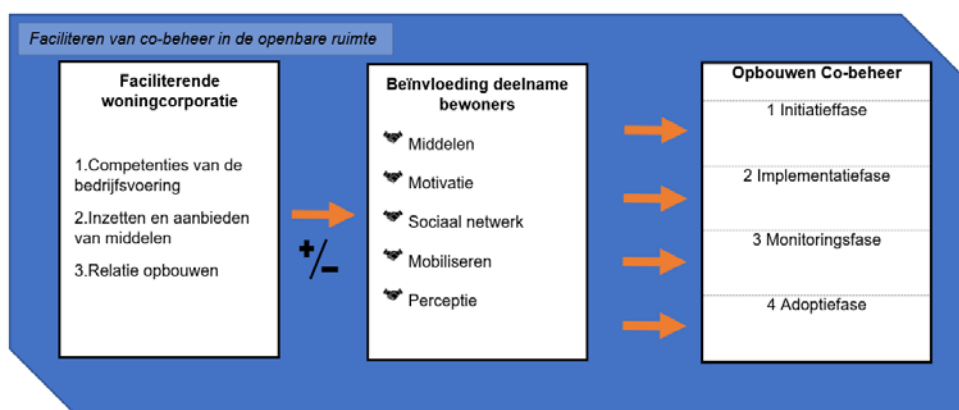 Faciliteren van co-beheer in de openbare ruimte
Faciliterende
woningcorporatie
1.Competenties van de
bedrijfsvoering
2.Inzetten en aanbieden
van middelen
3.Relatie opbouwen
+/-
Beïnvloeding deelname
bewoners
Middelen
Motivatie
Sociaal netwerk
Mobiliseren
Perceptie
Opbouwen Co-beheer
1 Initiatieffase
2 Implementatiefase
3 Monitoringsfase
4 Adoptiefase